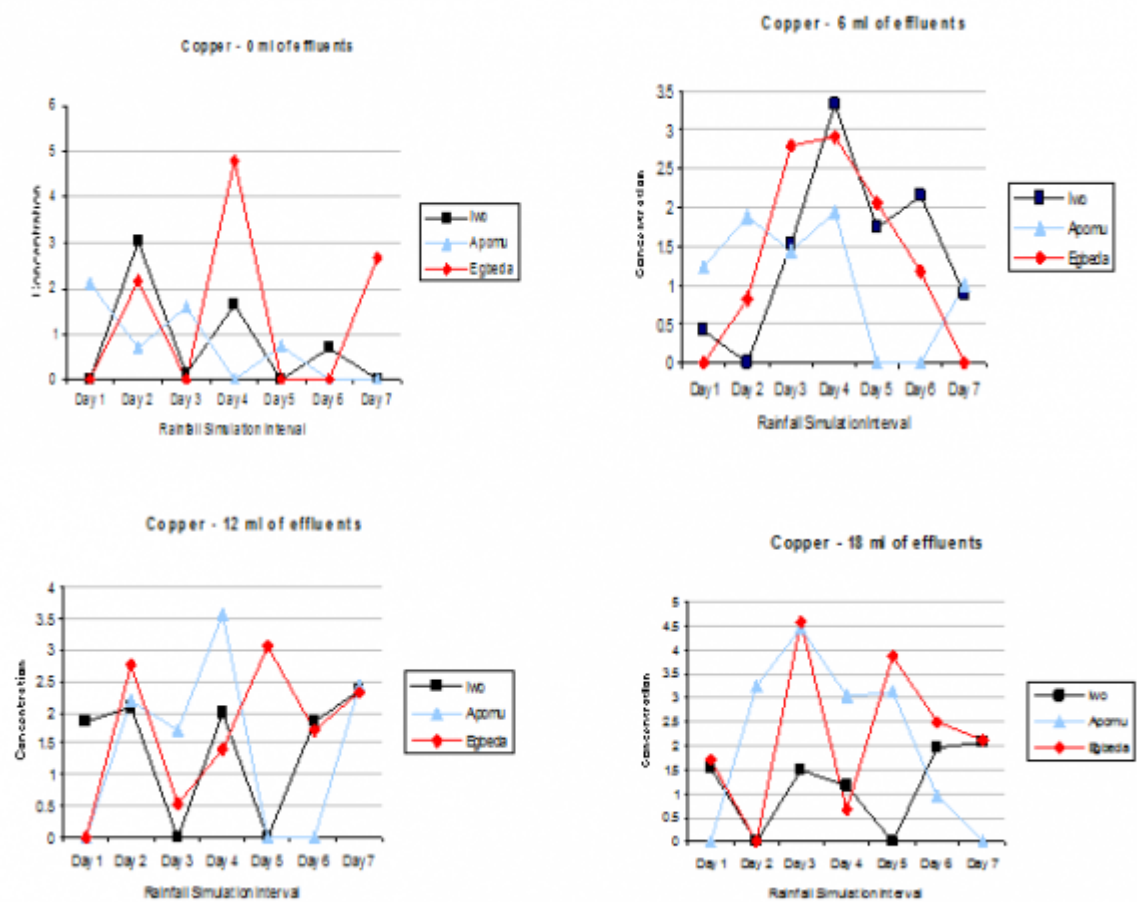 Copper - 0 ml of effluents
6
5
4
3
2
1
0
Concentration
Day 1 Day 2 Day 3 Day 4 Day 5 Day 6 Day 7
Rainfall Simulation Interval
Iwo
Apomu
Egbeda
Copper - 6 ml of effluents
3.5
3
2.5
2
1.5
1
0.5
0
Concentration
Day 1 Day 2 Day 3 Day 4 Day 5 Day 6 Day 7
Rainfall Simulation Interval
Iwo
Apomu
Egbeda
Copper - 12 ml of effluents
4
3.5
3
2.5
2
1.5
1
0.5
0
Concentration
Day 1 Day 2 Day 3 Day 4 Day 5 Day 6 Day 7
Rainfall Simulation Interval
Iwo
Apomu
Egbeda
Copper - 18 ml of effluents
5
4.5
4
3.5
3
2.5
2
1.5
1
0.5
0
Concentration
Day 1 Day 2 Day 3 Day 4 Day 5 Day 6 Day 7
Rainfall Simulation Interval
Iwo
Apomu
Egbeda